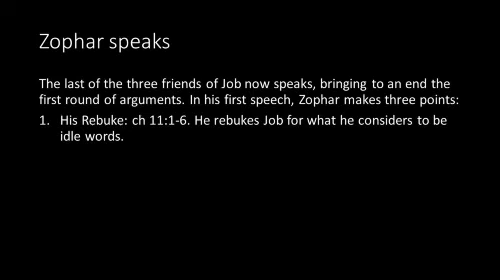 Zophar speaks
The last of the three friends of Job now speaks, bringing to an end the
first round of arguments. In his first speech, Zophar makes three points:
1. His Rebuke: ch 11:1-6. He rebukes Job for what he considers to be
idle words.